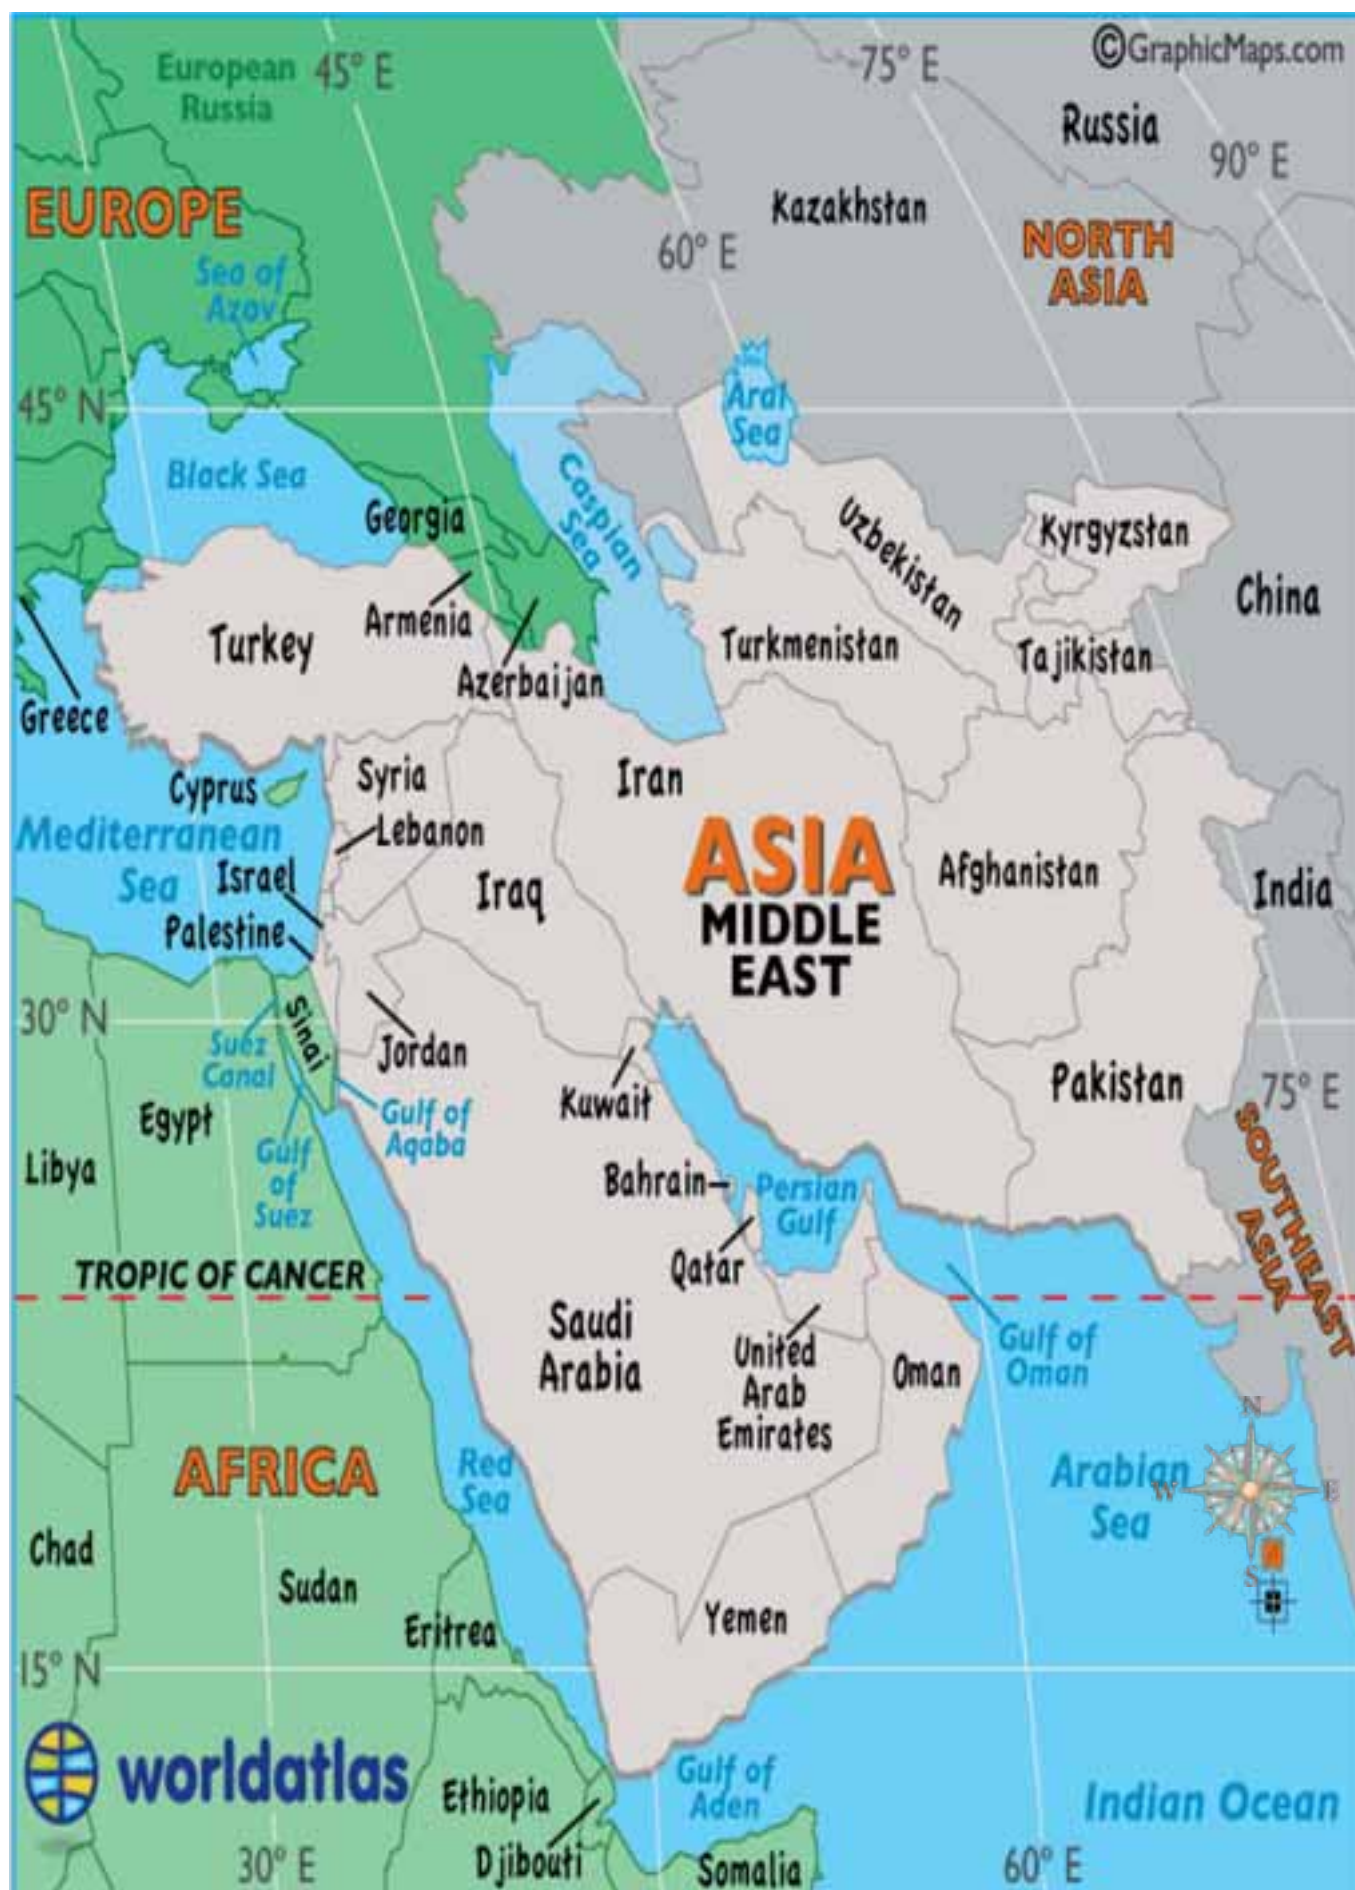 ©GraphicMaps.com
European
Russia
45° E
75° E
Russia
90° E
EUROPE
Kazakhstan
60° E
NORTH
ASIA
Sea of
Azov
45° N
Aral
Sea
Black Sea
Caspian
Sea
Georgia
Uzbekistan
Kyrgyzstan
China
Armenia
Turkey
Turkmenistan
Tajikistan
Azerbaijan
Greece
Cyprus
Syria
Iran
Mediterranean
Sea
Lebanon
ASIA
MIDDLE
EAST
Israel
Iraq
Afghanistan
India
Palestine
30° N
Sinai
Suez
Canal
Jordan
Kuwait
Pakistan
75° E
Egypt
Gulf of
Aqaba
Libya
Gulf
of
Suez
Bahrain
Persian
Gulf
SOUTHEAST
ASIA
Qatar
TROPIC OF CANCER
Saudi
Arabia
United
Arab
Emirates
Oman
Gulf of
Oman
AFRICA
Red
Sea
Arabian
Sea
N
W
E
S
N
Chad
Sudan
Eritrea
Yemen
15° N
worldatlas
Ethiopia
Gulf of
Aden
Indian Ocean
Djibouti
Somalia
30° E
60° E